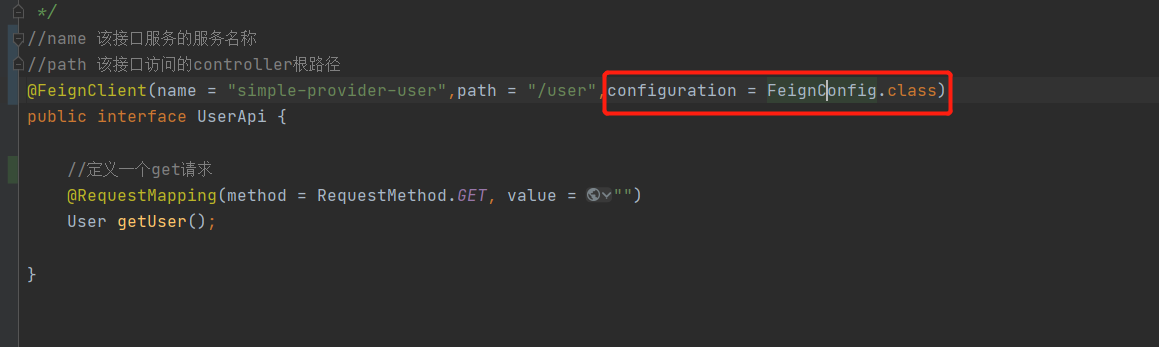 */
//name 该接口服务的服务名称
//path 该接口访问的controller根路径
@FeignClient(name = "simple-provider-user",path = "/user",configuration = FeignConfig.class)
public interface UserApi {
//定义一个get请求
@RequestMapping(method = RequestMethod.GET, value = "")
User getUser();
}